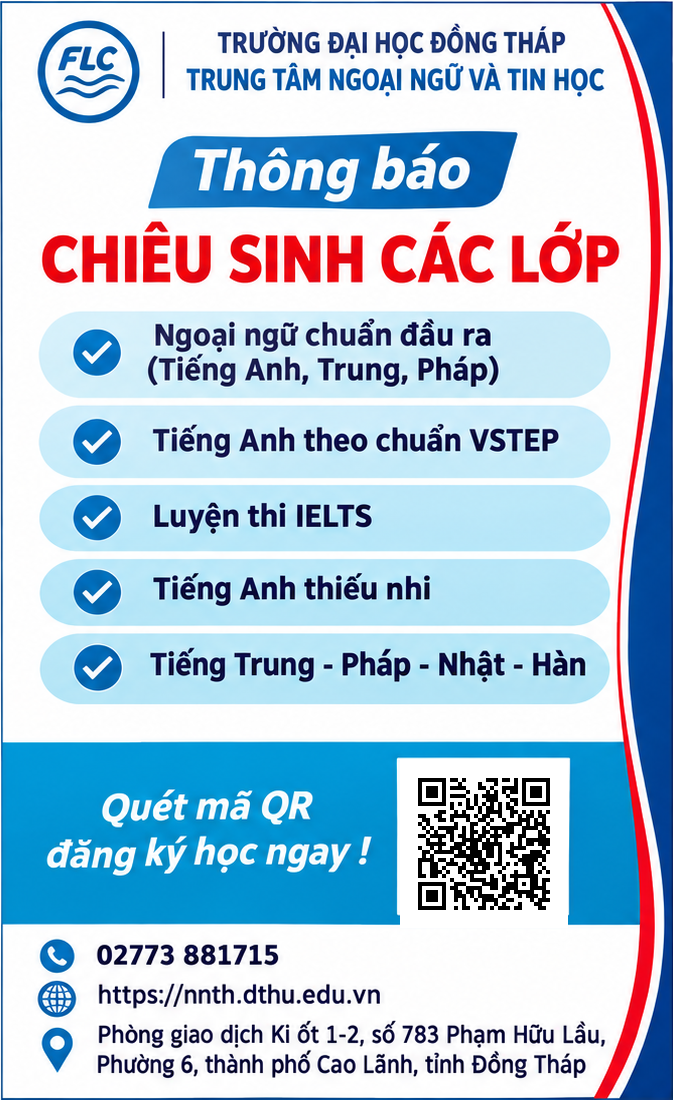 FLC
TRƯỜNG ĐẠI HỌC ĐỒNG THÁP
TRUNG TÂM NGOẠI NGỮ VÀ TIN HỌC
Thông báo
CHIÊU SINH CÁC LỚP
Ngoại ngữ chuẩn đầu ra
(Tiếng Anh, Trung, Pháp)
Tiếng Anh theo chuẩn VSTEP
Luyện thi IELTS
Tiếng Anh thiếu nhi
Tiếng Trung - Pháp - Nhật - Hàn
Quét mã QR
đăng ký học ngay !
02773 881715
https://nnth.dthu.edu.vn
Phòng giao dịch Ki ốt 1-2, số 783 Phạm Hữu Lầu,
Phường 6, thành phố Cao Lãnh, tỉnh Đồng Tháp